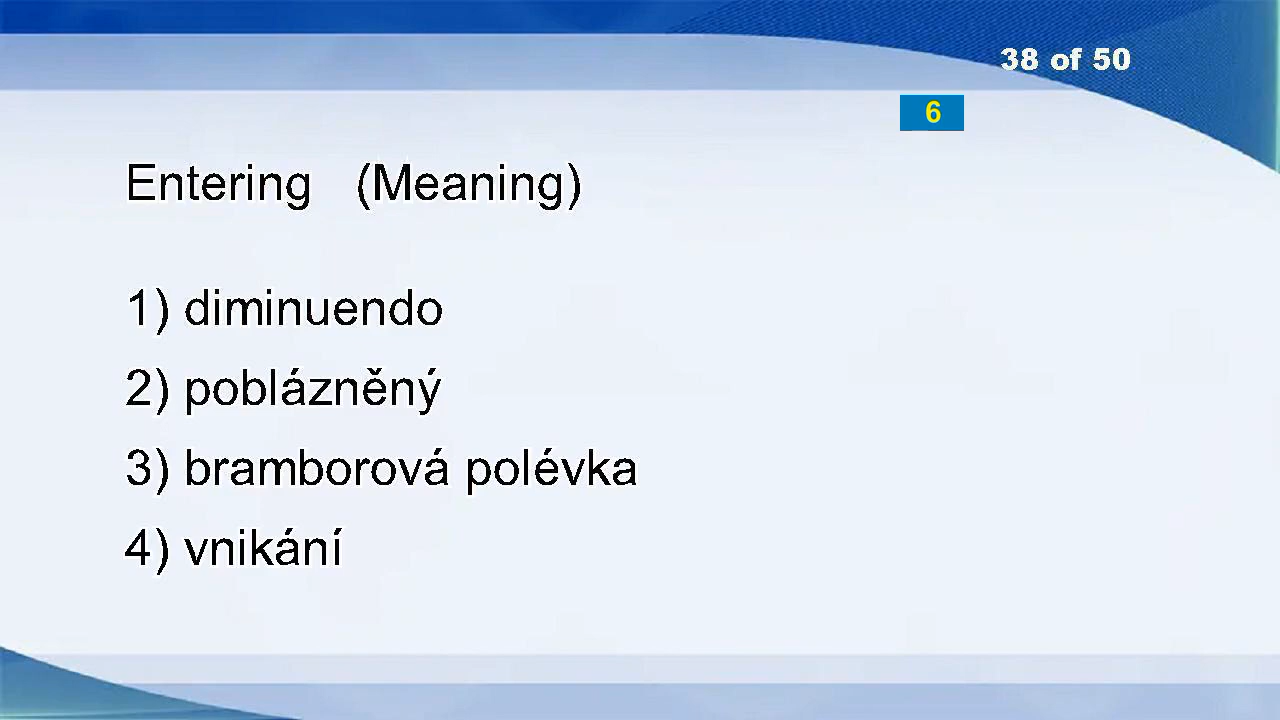 38 of 50
6
Entering (Meaning)
1) diminuendo
2) poblázněný
3) bramborová polévka
4) vnikání